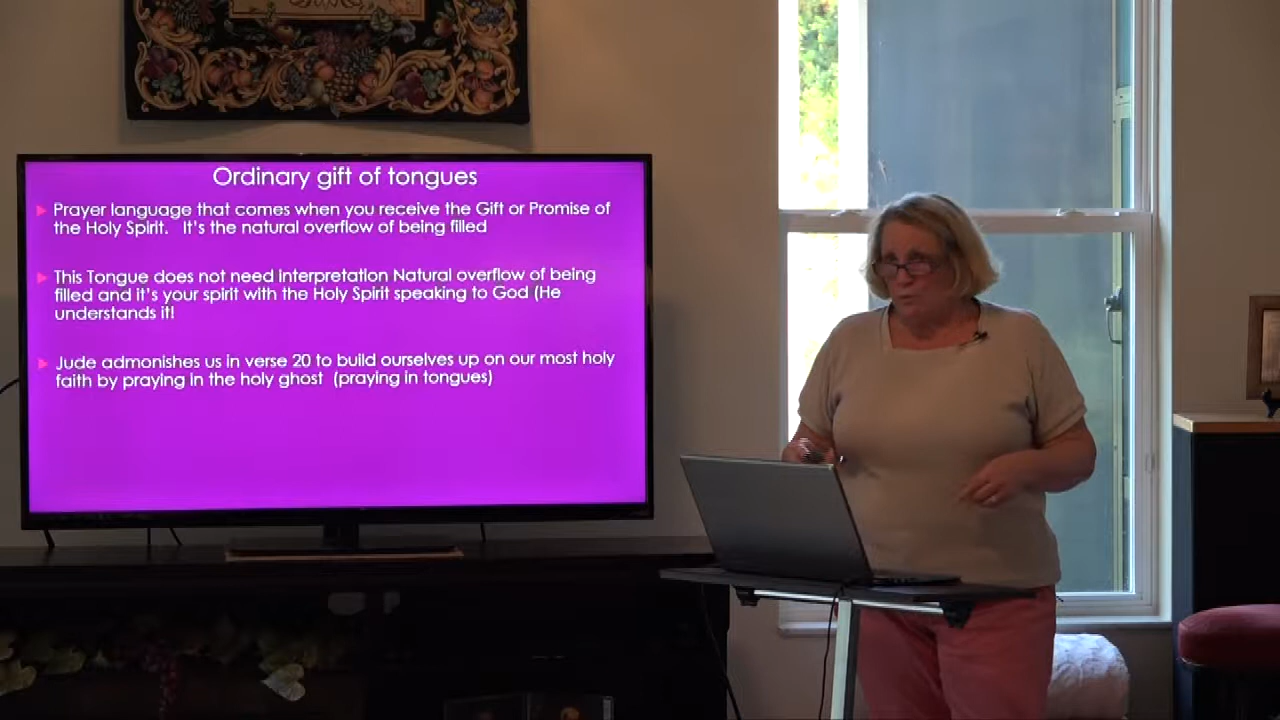 Ordinary gift of tongues
Prayer language that comes when you receive the Gift or Promise of
the Holy Spirit. It's the natural overflow of being filled
This Tongue does not need interpretation Natural overflow of being
filled and it's your spirit with the Holy Spirit speaking to God (He
understands it!
Jude admonishes us in verse 20 to build ourselves up on our most holy
faith by praying in the holy ghost (praying in tongues)